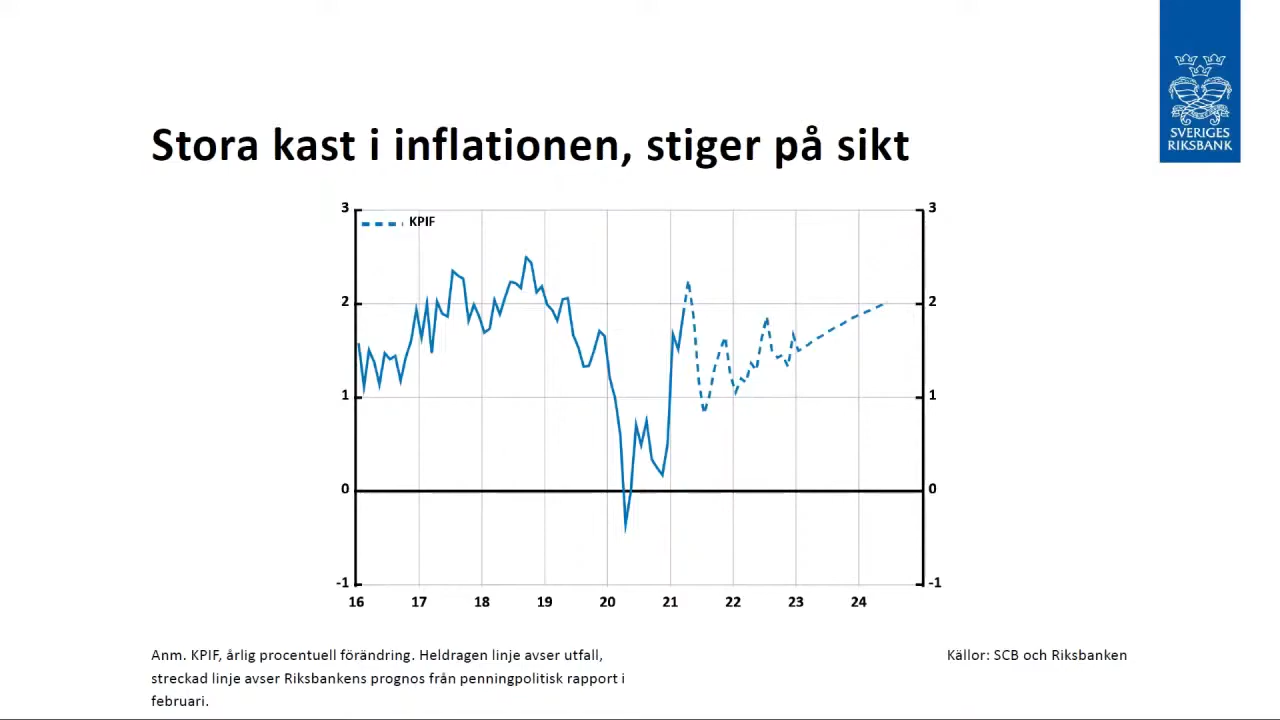 SVERIGES
RIKSBANK
Stora kast i inflationen, stiger på sikt
KPIF
3 3
2 2
1 1
0 0
-1 -1
16 17 18 19 20 21 22 23 24
Anm. KPIF, årlig procentuell förändring. Heldragen linje avser utfall,
streckad linje avser Riksbankens prognos från penningpolitisk rapport i
februari.
Källor: SCB och Riksbanken